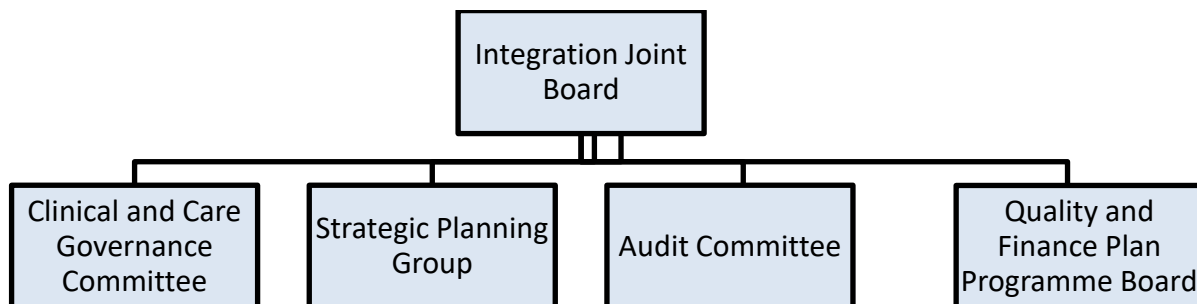 Integration Joint
Board
Clinical and Care
Governance
Committee
Strategic Planning
Group
Audit Committee
Quality and
Finance Plan
Programme Board